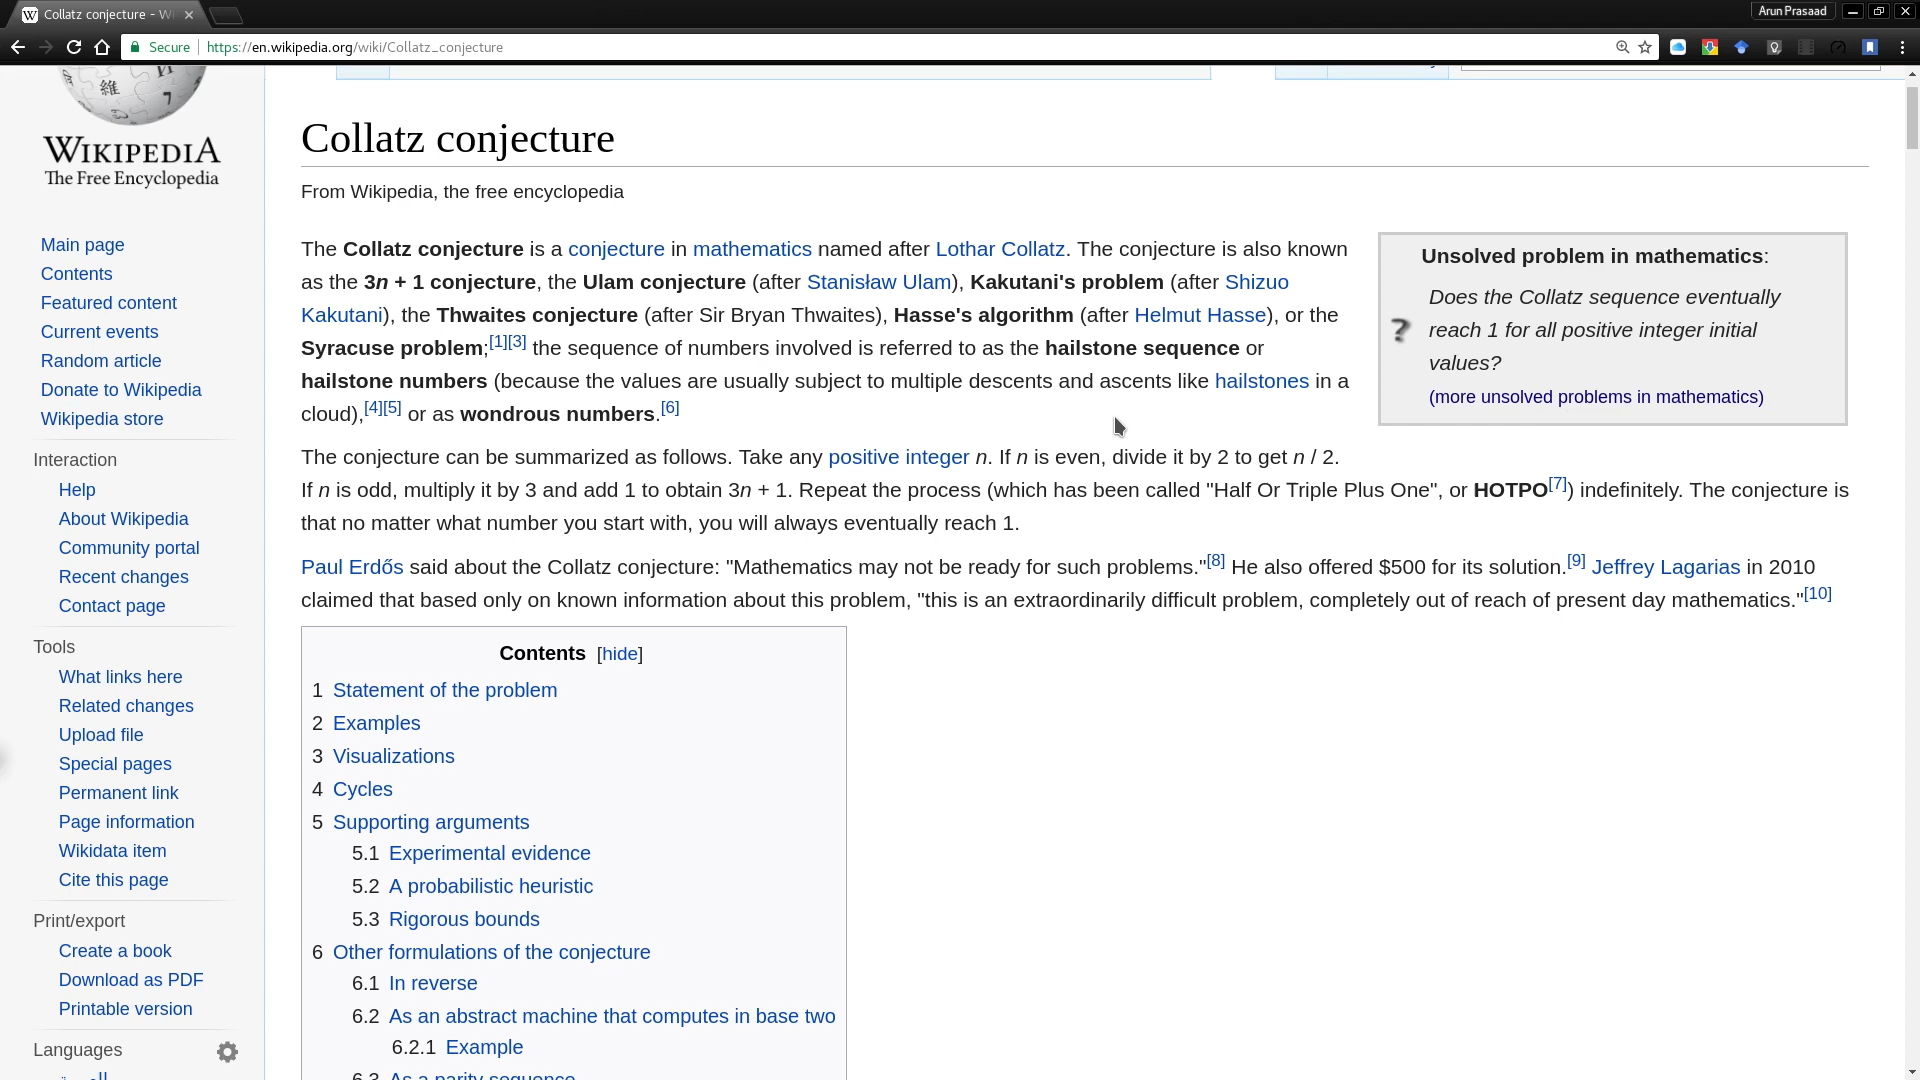 Collatz conjecture - W
Arun Prasaad
Secure
https://en.wikipedia.org/wiki/Collatz_conjecture
WIKIPEDIA
The Free Encyclopedia
Main page
Contents
Featured content
Current events
Random article
Donate to Wikipedia
Wikipedia store
Interaction
Help
About Wikipedia
Community portal
Recent changes
Contact page
Tools
What links here
Related changes
Upload file
Special pages
Permanent link
Page information
Wikidata item
Cite this page
Print/export
Create a book
Download as PDF
Printable version
Languages
Collatz conjecture
From Wikipedia, the free encyclopedia
The Collatz conjecture is a conjecture in mathematics named after Lothar Collatz. The conjecture is also known
as the 3n + 1 conjecture, the Ulam conjecture (after Stanisław Ulam), Kakutani's problem (after Shizuo
Kakutani), the Thwaites conjecture (after Sir Bryan Thwaites), Hasse's algorithm (after Helmut Hasse), or the
Syracuse problem;[1][3] the sequence of numbers involved is referred to as the hailstone sequence or
hailstone numbers (because the values are usually subject to multiple descents and ascents like hailstones in a
cloud),[4][5] or as wondrous numbers.[6]
Unsolved problem in mathematics:
?
Does the Collatz sequence eventually
reach 1 for all positive integer initial
values?
(more unsolved problems in mathematics)
The conjecture can be summarized as follows. Take any positive integer n. If n is even, divide it by 2 to get n / 2.
If n is odd, multiply it by 3 and add 1 to obtain 3n + 1. Repeat the process (which has been called "Half Or Triple Plus One", or HOTPO[7]) indefinitely. The conjecture is
that no matter what number you start with, you will always eventually reach 1.
Paul Erdős said about the Collatz conjecture: "Mathematics may not be ready for such problems."[8] He also offered $500 for its solution.[9] Jeffrey Lagarias in 2010
claimed that based only on known information about this problem, "this is an extraordinarily difficult problem, completely out of reach of present day mathematics."[10]
Contents [hide]
1 Statement of the problem
2 Examples
3 Visualizations
4 Cycles
5 Supporting arguments
5.1 Experimental evidence
5.2 A probabilistic heuristic
5.3 Rigorous bounds
6 Other formulations of the conjecture
6.1 In reverse
6.2 As an abstract machine that computes in base two
6.2.1 Example
6.3 As a parity sequence